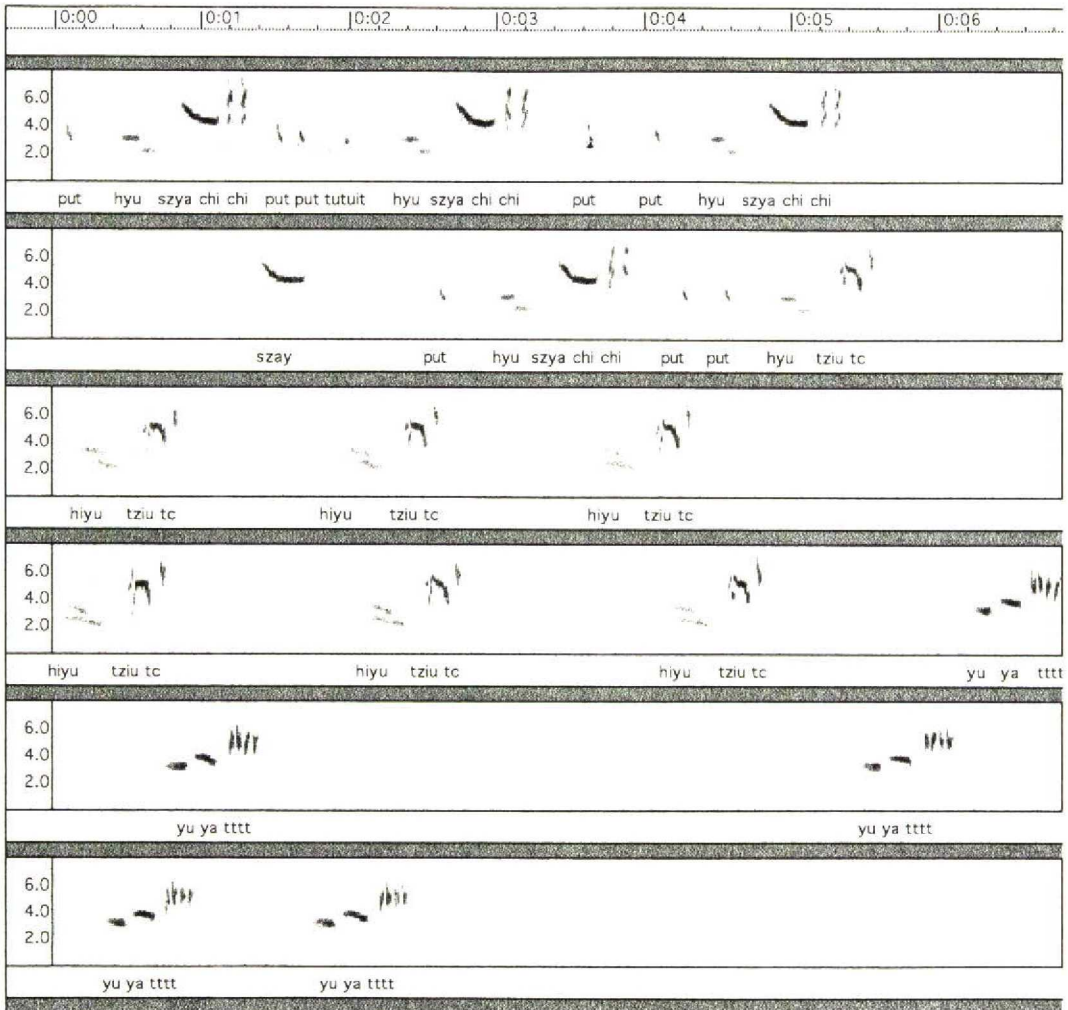 0:00 0:01 0:02 0:03 0:04 0:05 0:06
6.0
4.0
2.0
put hyu szya chi chi put put tutuit hyu szya chi chi put put hyu szya chi chi
6.0
4.0
2.0
szay put hyu szya chi chi put put hyu tziu tc
6.0
4.0
2.0
hiyu tziu tc hiyu tziu tc hiyu tziu tc
6.0
4.0
2.0
hiyu tziu tc hiyu tziu tc hiyu tziu tc yu ya tttt
6.0
4.0
2.0
yu ya tttt yu ya tttt
6.0
4.0
2.0
yu ya tttt yu ya tttt